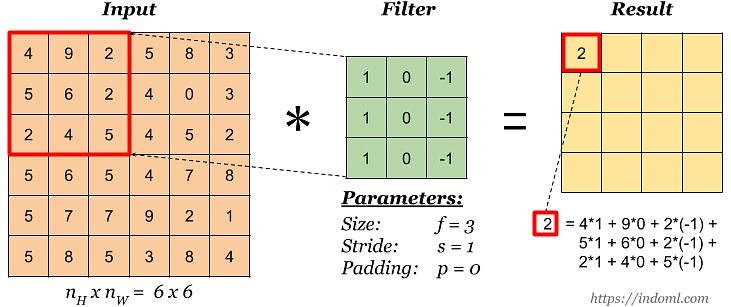 Input Filter Result
4 9 2 5 8 3
5 6 2 4 0 3
2 4 5 4 5 2
5 6 5 4 7 8
5 7 7 9 2 1
5 8 5 3 8 4
n_H x n_W = 6 x 6
*
1 0 -1
1 0 -1
1 0 -1
Parameters:
Size: f = 3
Stride: s = 1
Padding: p = 0
=
2
2 = 4*1 + 9*0 + 2*(-1) +
5*1 + 6*0 + 2*(-1) +
2*1 + 4*0 + 5*(-1)
https://indoml.com